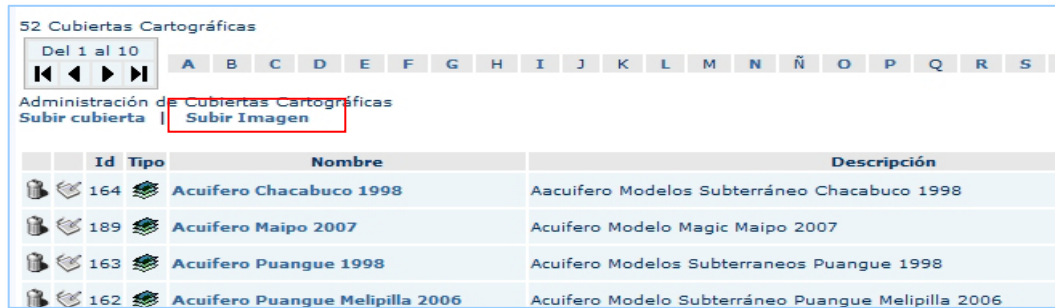 52 Cubiertas Cartográficas
Del 1 al 10
A B C D E F G H I J K L M N Ñ O P Q R S
Administración de Cubiertas Cartográficas
Subir cubierta | Subir Imagen
Id Tipo Nombre Descripción
164 Acuifero Chacabuco 1998 Aacuifero Modelos Subterráneo Chacabuco 1998
189 Acuifero Maipo 2007 Acuifero Modelo Magic Maipo 2007
163 Acuifero Puangue 1998 Acuifero Modelos Subterraneos Puangue 1998
162 Acuifero Puangue Melipilla 2006 Acuifero Modelo Subterráneo Puangue Melipilla 2006